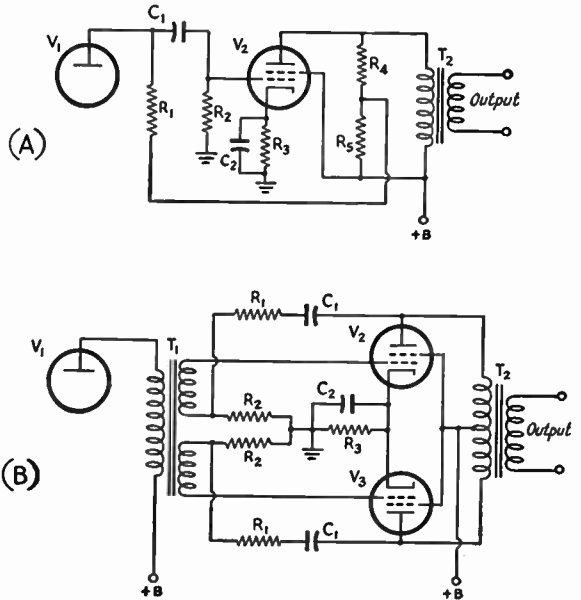 C1
V1
V2
R4
T2
R1
R2
Output
(A)
R5
C2
R3
+B
R1
C1
V1
T1
V2
T2
C2
R2
R3
Output
R2
(B)
V3
R1
C1
+B
+B